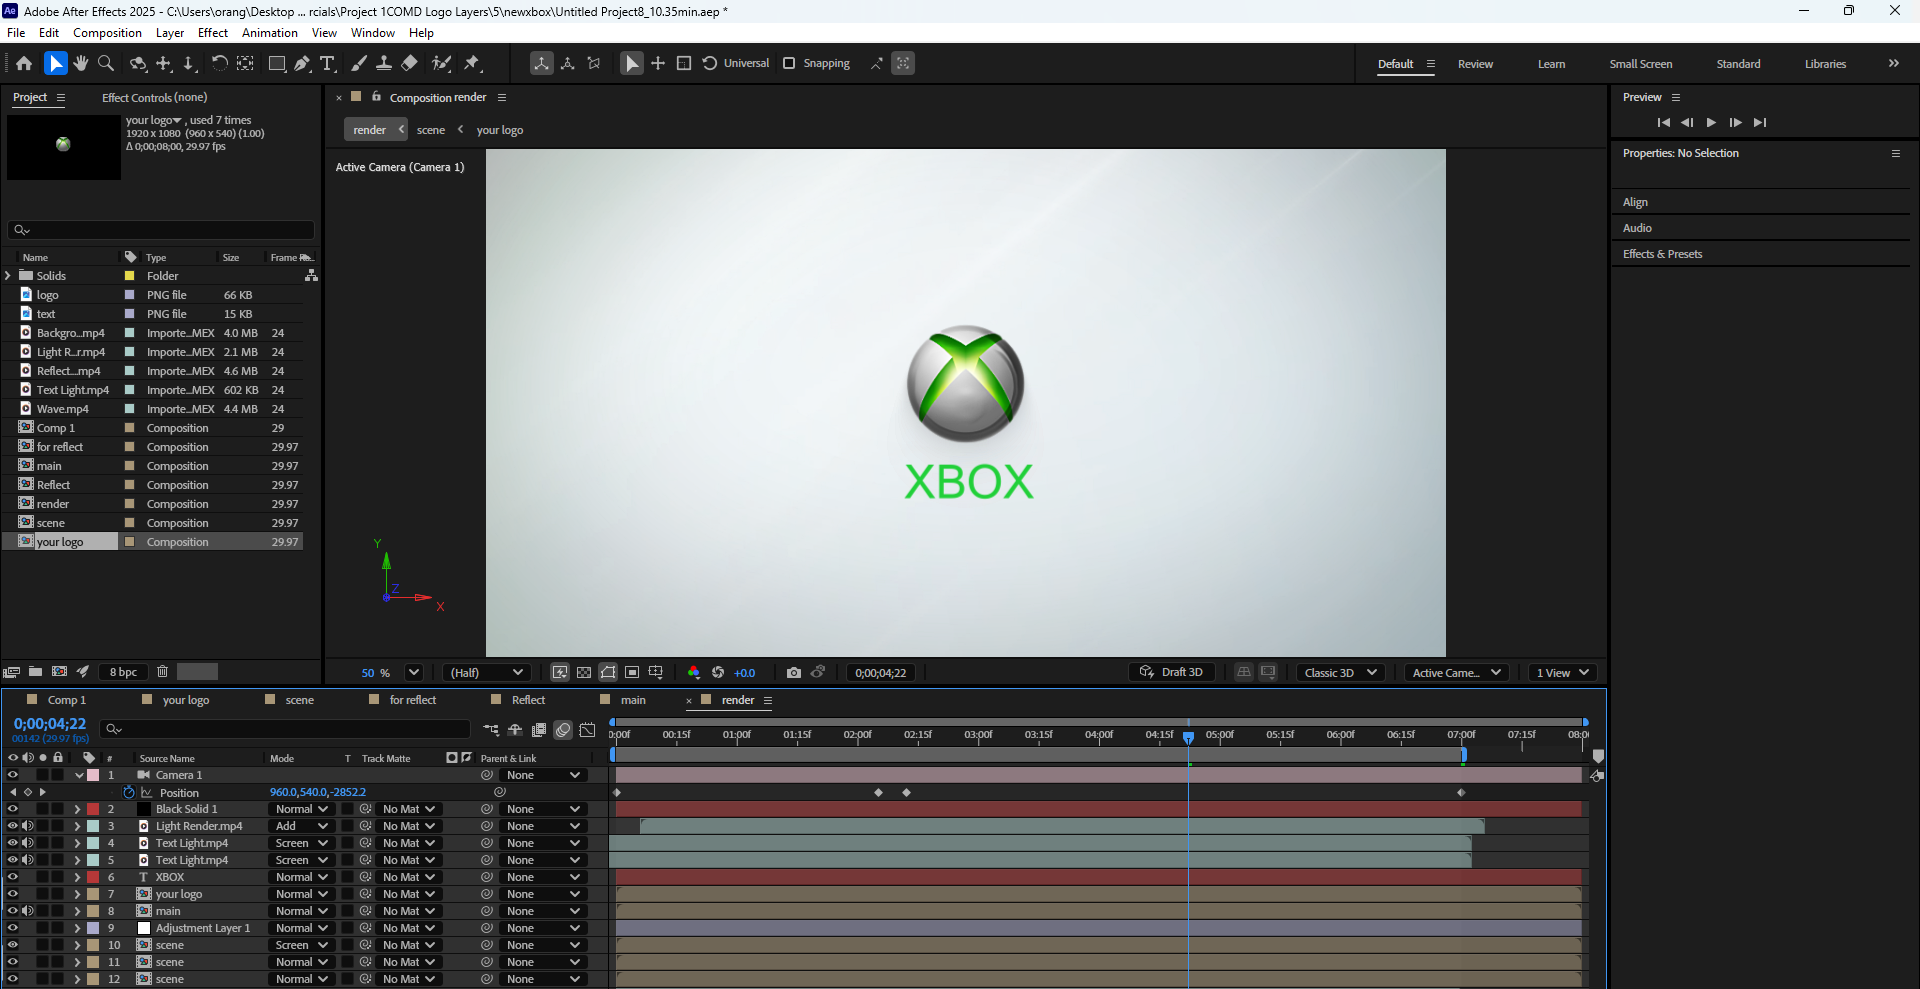 Adobe After Effects 2025 - C:\Users\orang\Desktop ... rcials\Project 1COMD Logo Layers\5\newxbox\Untitled Project8_10.35min.aep *
File Edit Composition Layer Effect Animation View Window Help
Universal Snapping Default Review Learn Small Screen Standard Libraries
Project Effect Controls (none)
your logo, used 7 times
1920 x 1080 (960 x 540) (1.00)
Δ 0;00;08;00, 29.97 fps
Name Type Size Frame R...
Solids Folder
logo PNG file 66 KB
text PNG file 15 KB
Backgro...mp4 Importe...MEX 4.0 MB 24
Light R...r.mp4 Importe...MEX 2.1 MB 24
Reflect....mp4 Importe...MEX 4.6 MB 24
Text Light.mp4 Importe...MEX 602 KB 24
Wave.mp4 Importe...MEX 4.4 MB 24
Comp 1 Composition 29
for reflect Composition 29.97
main Composition 29.97
Reflect Composition 29.97
render Composition 29.97
scene Composition 29.97
your logo Composition 29.97
8 bpc
Composition render
render scene your logo
Active Camera (Camera 1)
XBOX
Y
Z
X
50 % (Half) +0.0 0;00;04;22 Draft 3D Classic 3D Active Came... 1 View
Preview
Properties: No Selection
Align
Audio
Effects & Presets
Comp 1 your logo scene for reflect Reflect main render
0;00;04;22
00142 (29.97 fps)
0:00f 00:15f 01:00f 01:15f 02:00f 02:15f 03:00f 03:15f 04:00f 04:15f 05:00f 05:15f 06:00f 06:15f 07:00f 07:15f 08:0
# Source Name Mode T Track Matte Parent & Link
1 Camera 1 None
Position 960.0,540.0,-2852.2
2 Black Solid 1 Normal No Mat None
3 Light Render.mp4 Add No Mat None
4 Text Light.mp4 Screen No Mat None
5 Text Light.mp4 Screen No Mat None
6 T XBOX Normal No Mat None
7 your logo Normal No Mat None
8 main Normal No Mat None
9 Adjustment Layer 1 Normal No Mat None
10 scene Screen No Mat None
11 scene Normal No Mat None
12 scene Normal No Mat None